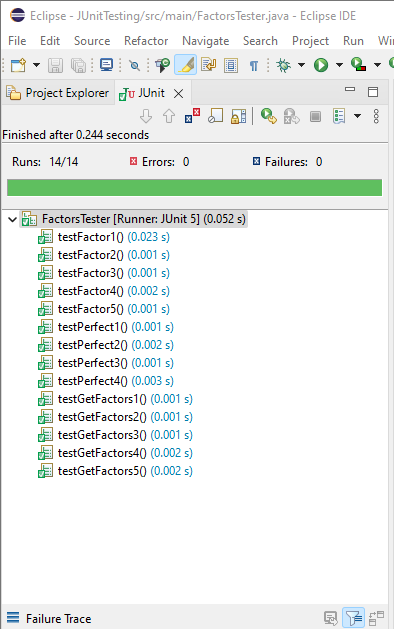 Eclipse - JUnitTesting/src/main/FactorsTester.java - Eclipse IDE
File Edit Source Refactor Navigate Search Project Run Win
Project Explorer JUnit
Finished after 0.244 seconds
Runs: 14/14 Errors: 0 Failures: 0
FactorsTester [Runner: JUnit 5] (0.052 s)
testFactor1() (0.023 s)
testFactor2() (0.001 s)
testFactor3() (0.001 s)
testFactor4() (0.002 s)
testFactor5() (0.001 s)
testPerfect1() (0.001 s)
testPerfect2() (0.002 s)
testPerfect3() (0.001 s)
testPerfect4() (0.003 s)
testGetFactors1() (0.001 s)
testGetFactors2() (0.001 s)
testGetFactors3() (0.001 s)
testGetFactors4() (0.002 s)
testGetFactors5() (0.002 s)
Failure Trace